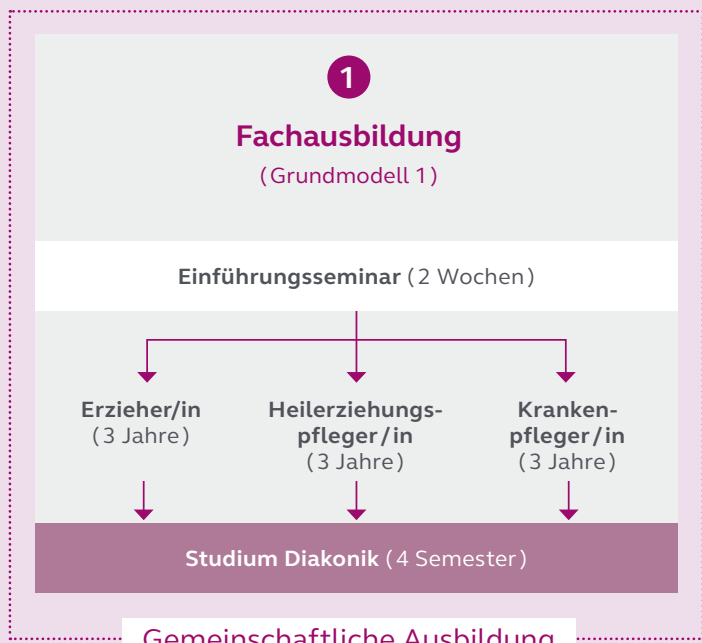 1
Fachausbildung
(Grundmodell 1)
Einführungsseminar (2 Wochen)
Erzieher/in
(3 Jahre)
Heilerziehungs-
pfleger/in
(3 Jahre)
Kranken-
pfleger/in
(3 Jahre)
Studium Diakonik (4 Semester)
Gemeinschaftliche Ausbildung